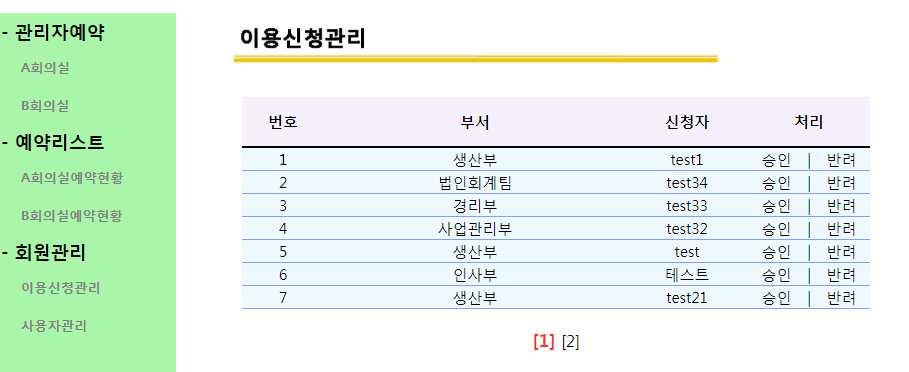 - 관리자예약
A회의실
B회의실
- 예약리스트
A회의실예약현황
B회의실예약현황
- 회원관리
이용신청관리
사용자관리
이용신청관리
번호 부서 신청자 처리
1 생산부 test1 승인 | 반려
2 법인회계팀 test34 승인 | 반려
3 경리부 test33 승인 | 반려
4 사업관리부 test32 승인 | 반려
5 생산부 test 승인 | 반려
6 인사부 테스트 승인 | 반려
7 생산부 test21 승인 | 반려
[1] [2]